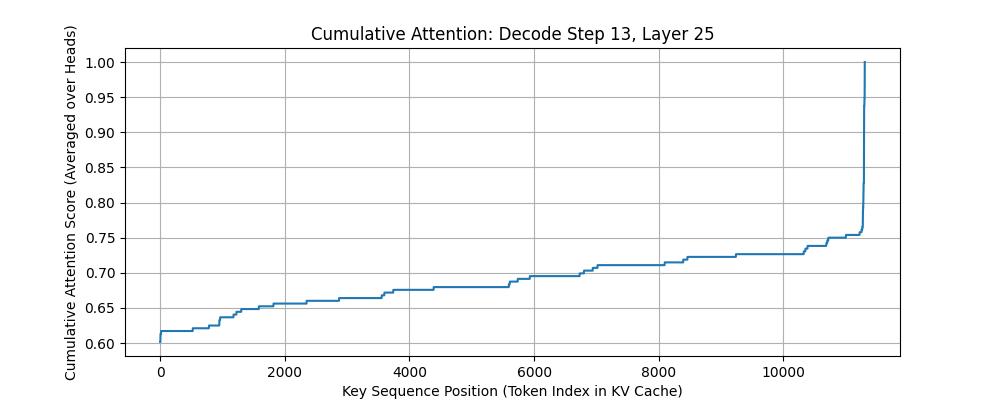 Cumulative Attention: Decode Step 13, Layer 25
Cumulative Attention Score (Averaged over Heads)
1.00
0.95
0.90
0.85
0.80
0.75
0.70
0.65
0.60
0 2000 4000 6000 8000 10000
Key Sequence Position (Token Index in KV Cache)